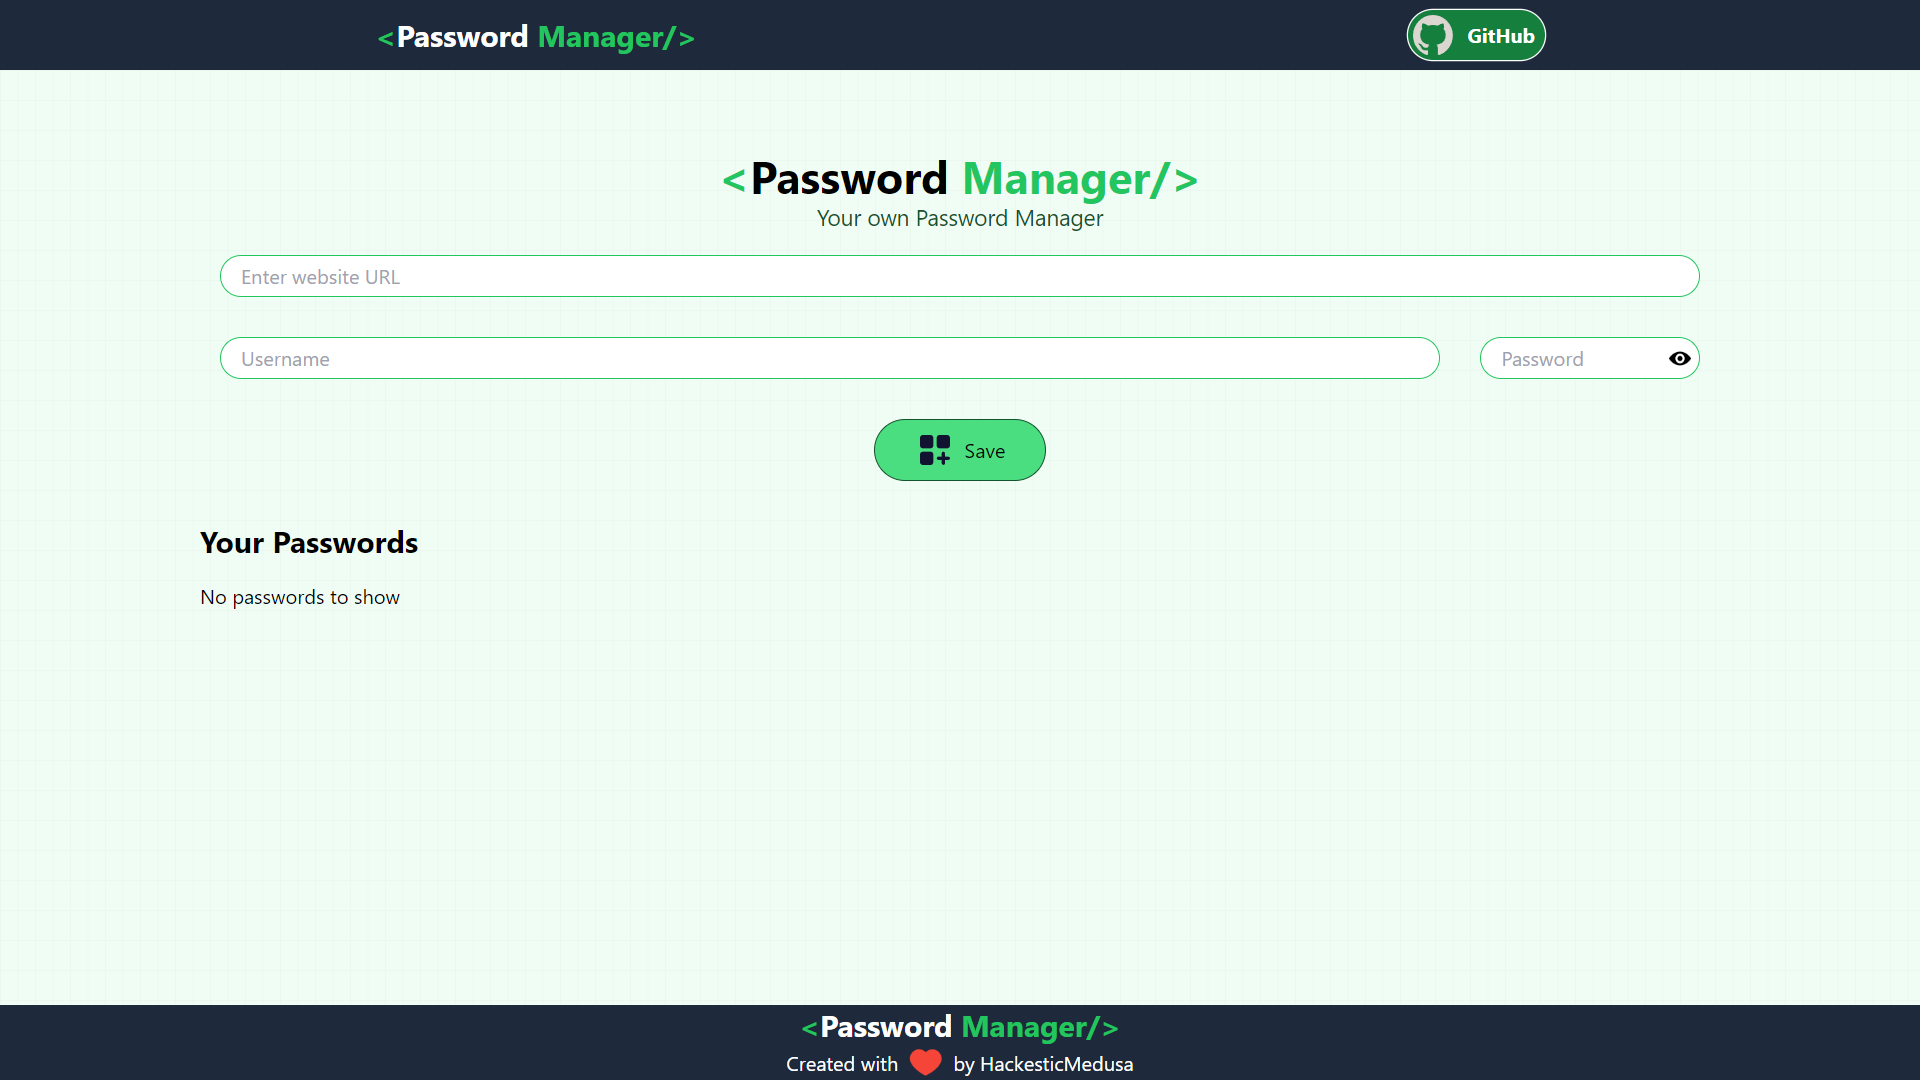 <Password Manager/>
GitHub
<Password Manager/>
Your own Password Manager
Enter website URL
Username
Password
Save
Your Passwords
No passwords to show
<Password Manager/>
Created with by HackesticMedusa